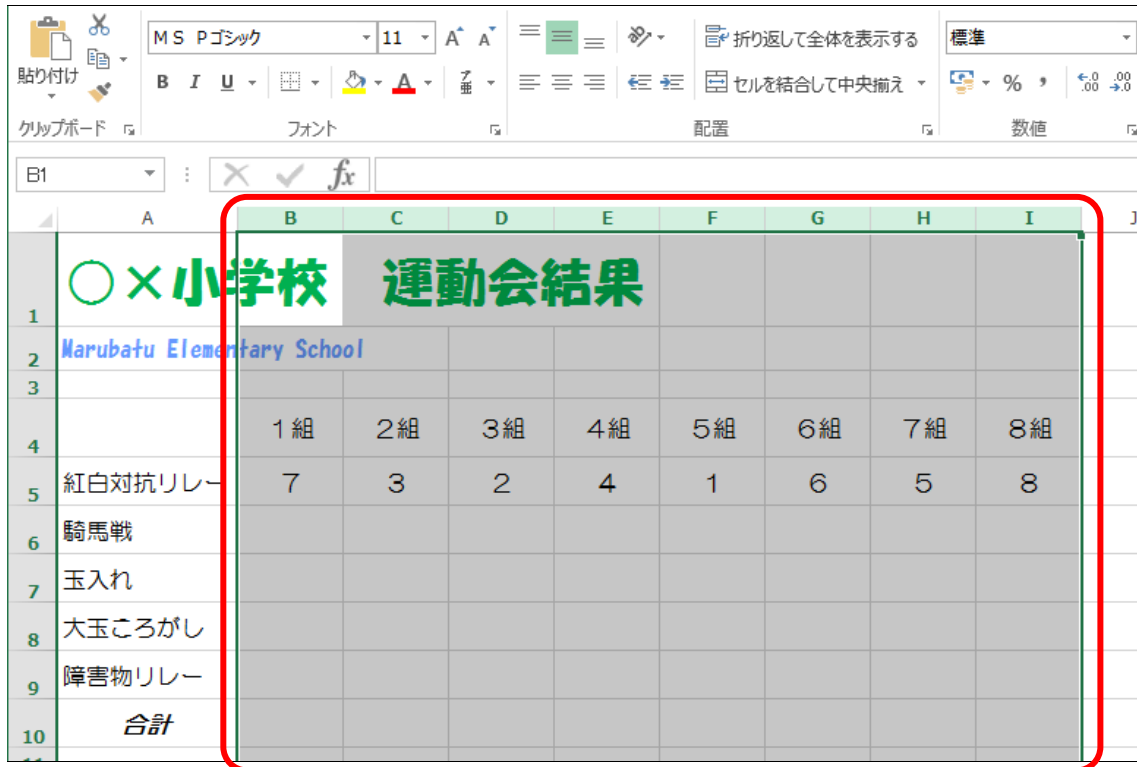 ＭＳ Ｐゴシック 11 A A 折り返して全体を表示する 標準
貼り付け B I U A ア亜 セルを結合して中央揃え % , .0 .00 .00 .0
クリップボード フォント 配置 数値
B1 fx
A B C D E F G H I J
1 〇×小学校　運動会結果
2 Marubatu Elementary School
3
4 １組 ２組 ３組 ４組 ５組 ６組 ７組 ８組
5 紅白対抗リレー 7 3 2 4 1 6 5 8
6 騎馬戦
7 玉入れ
8 大玉ころがし
9 障害物リレー
10 合計